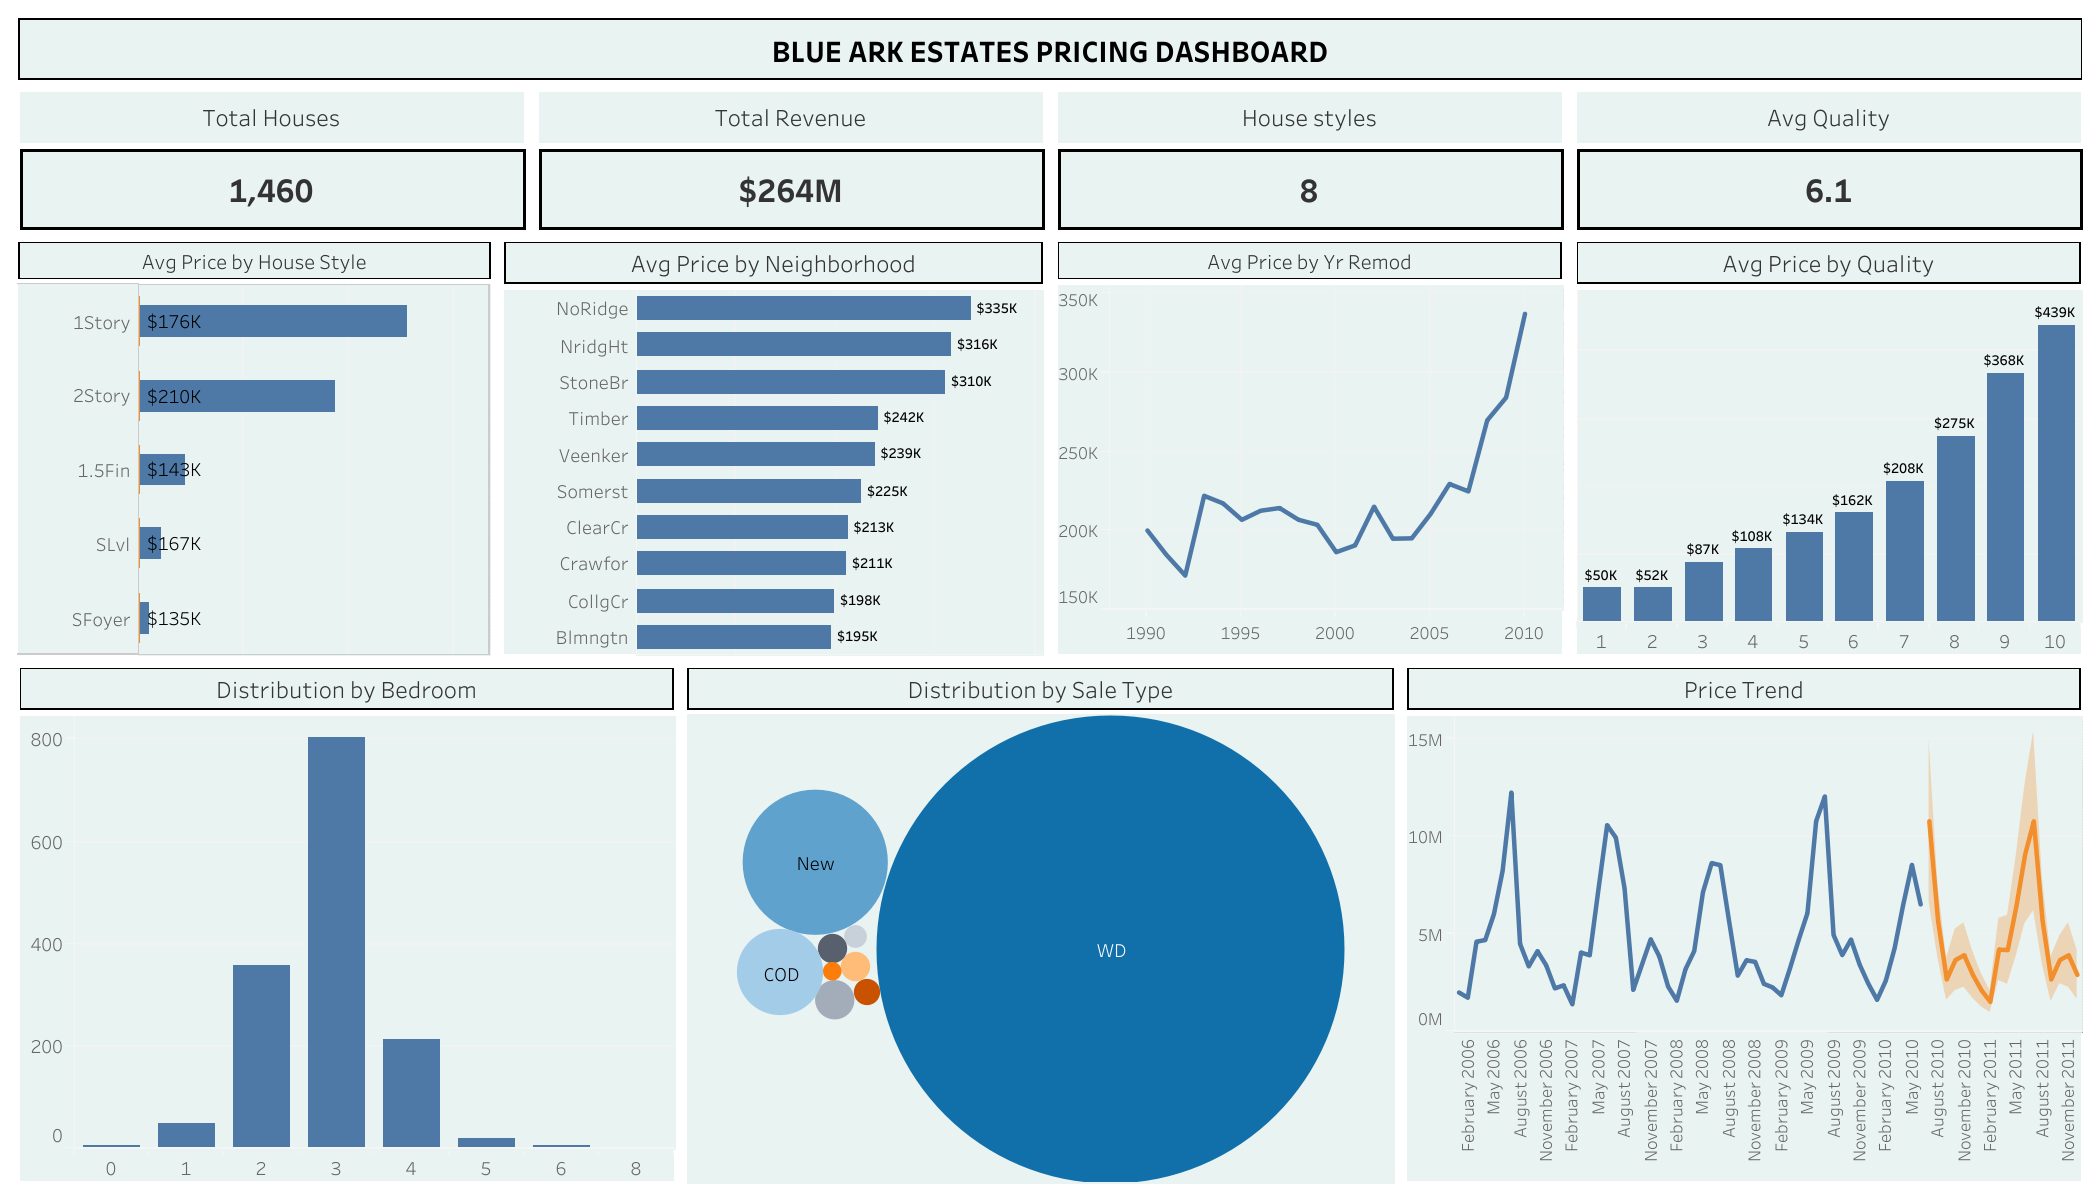 BLUE ARK ESTATES PRICING DASHBOARD
Total Houses
Total Revenue
House styles
Avg Quality
1,460
$264M
8
6.1
Avg Price by House Style
1Story
$176K
2Story
$210K
1.5Fin
$143K
SLvl
$167K
SFoyer
$135K
Avg Price by Neighborhood
NoRidge
$335K
NridgHt
$316K
StoneBr
$310K
Timber
$242K
Veenker
$239K
Somerst
$225K
ClearCr
$213K
Crawfor
$211K
CollgCr
$198K
Blmngtn
$195K
Avg Price by Yr Remod
350K
300K
250K
200K
150K
1990 1995 2000 2005 2010
Avg Price by Quality
$50K
$52K
$87K
$108K
$134K
$162K
$208K
$275K
$368K
$439K
1 2 3 4 5 6 7 8 9 10
Distribution by Bedroom
800
600
400
200
0
0 1 2 3 4 5 6 8
Distribution by Sale Type
New
COD
WD
Price Trend
15M
10M
5M
0M
February 2006
May 2006
August 2006
November 2006
February 2007
May 2007
August 2007
November 2007
February 2008
May 2008
August 2008
November 2008
February 2009
May 2009
August 2009
November 2009
February 2010
May 2010
August 2010
November 2010
February 2011
May 2011
August 2011
November 2011